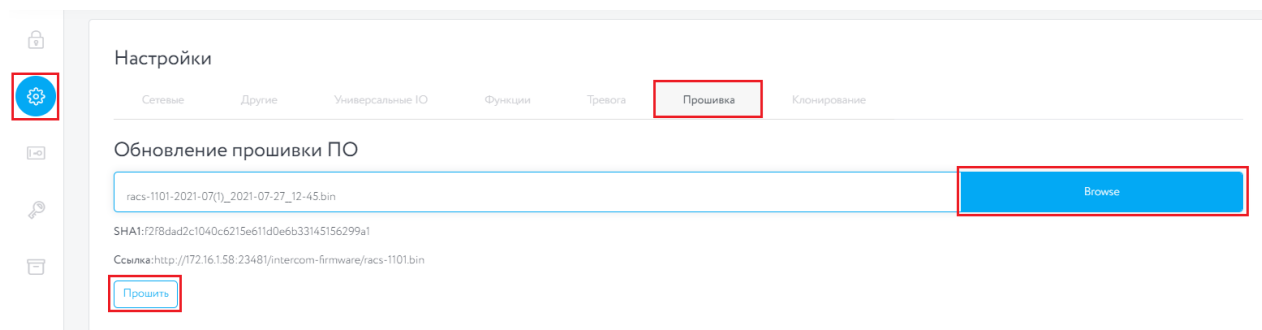 Настройки
Сетевые Другие Универсальные IO Функции Тревога Прошивка Клонирование
Обновление прошивки ПО
racs-1101-2021-07(1)_2021-07-27_12-45.bin Browse
SHA1:f2f8dad2c1040c6215e611d0e6b33145156299a1
Ссылка:http://172.16.1.58:23481/intercom-firmware/racs-1101.bin
Прошить